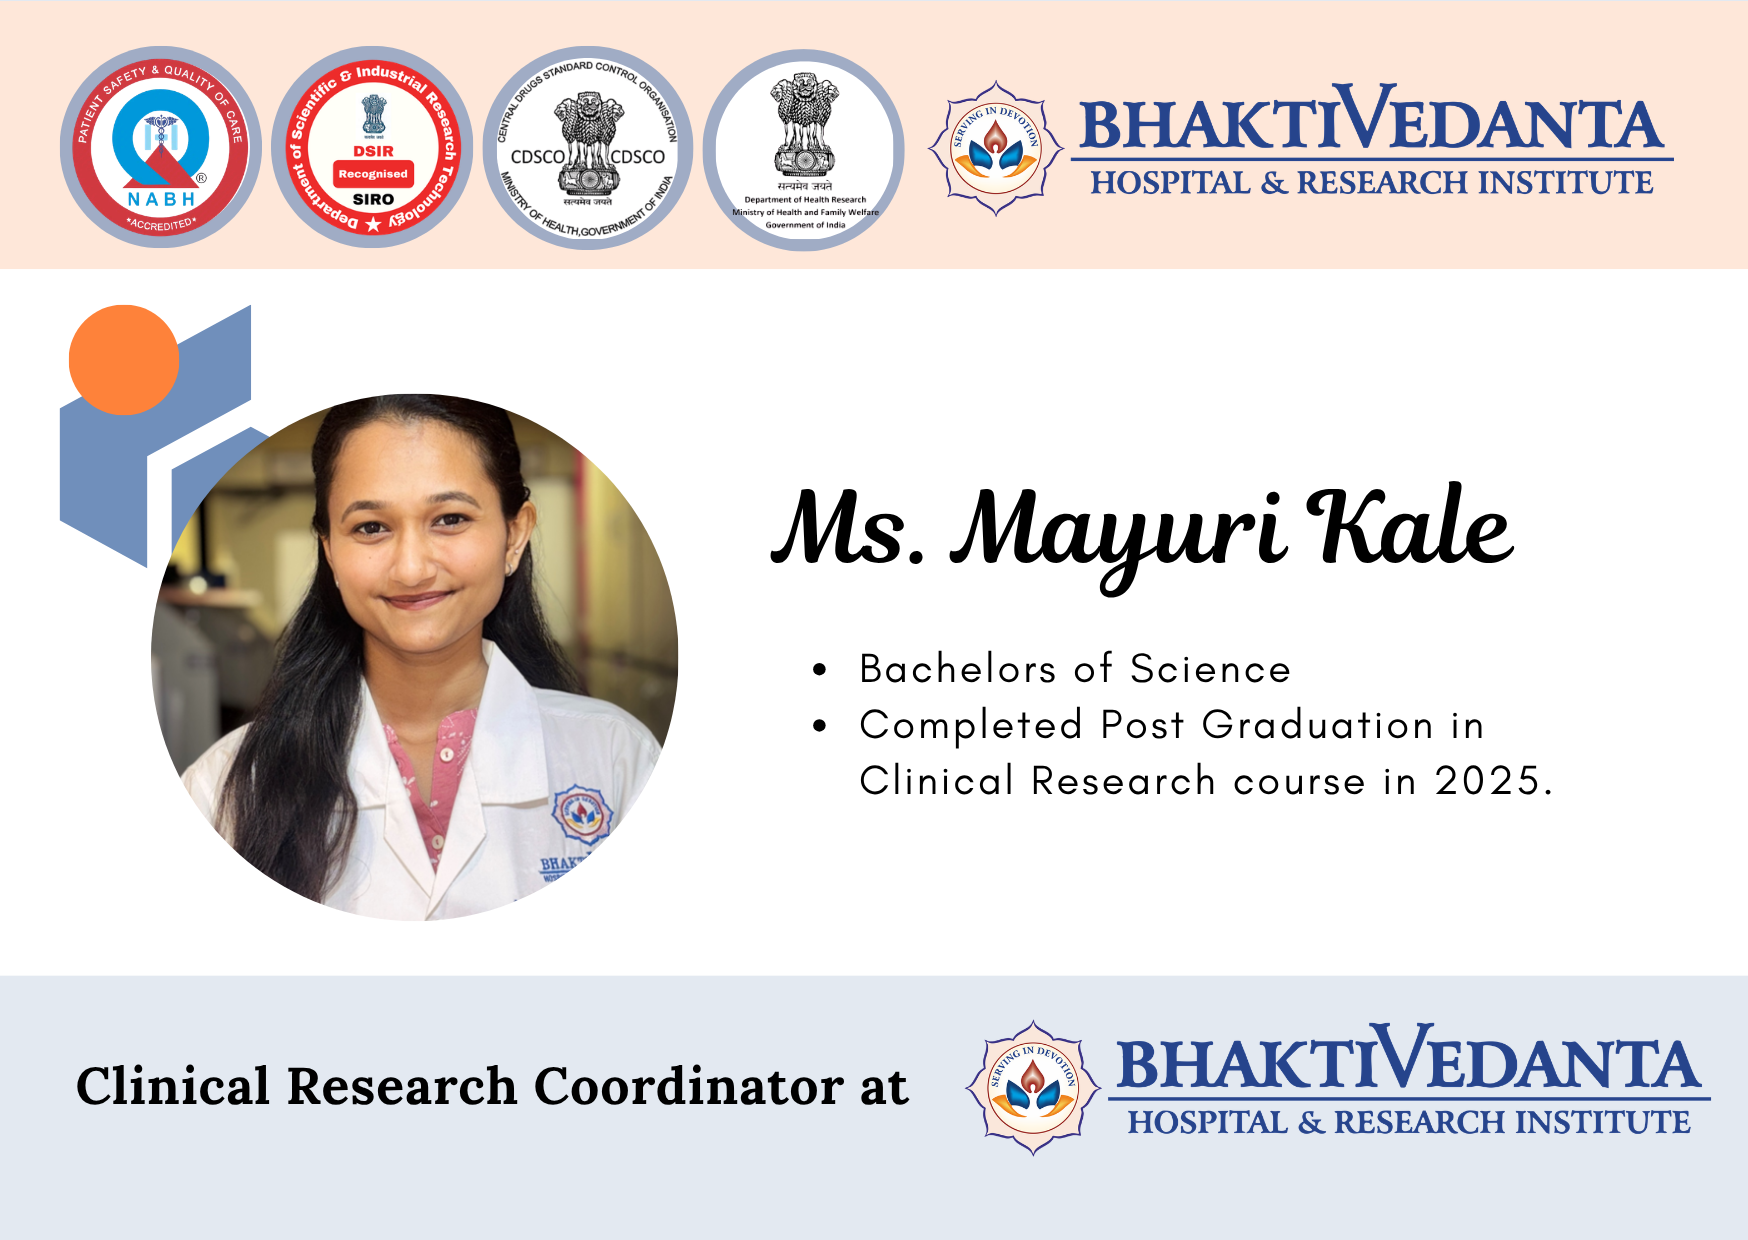 PATIENT SAFETY & QUALITY OF CARE
®
NABH
*ACCREDITED*
Department of Scientific & Industrial Research Technology
सत्यमेव जयते
DSIR
Recognised
SIRO
CENTRAL DRUGS STANDARD CONTROL ORGANISATION
CDSCO CDSCO
सत्यमेव जयते
MINISTRY OF HEALTH,GOVERNMENT OF INDIA
सत्यमेव जयते
Department of Health Research
Ministry of Health and Family Welfare
Government of India
SERVING IN DEVOTION
BHAKTIVEDANTA
HOSPITAL & RESEARCH INSTITUTE
Ms. Mayuri Kale
• Bachelors of Science
• Completed Post Graduation in
Clinical Research course in 2025.
Clinical Research Coordinator at
SERVING IN DEVOTION
BHAKTIVEDANTA
HOSPITAL & RESEARCH INSTITUTE